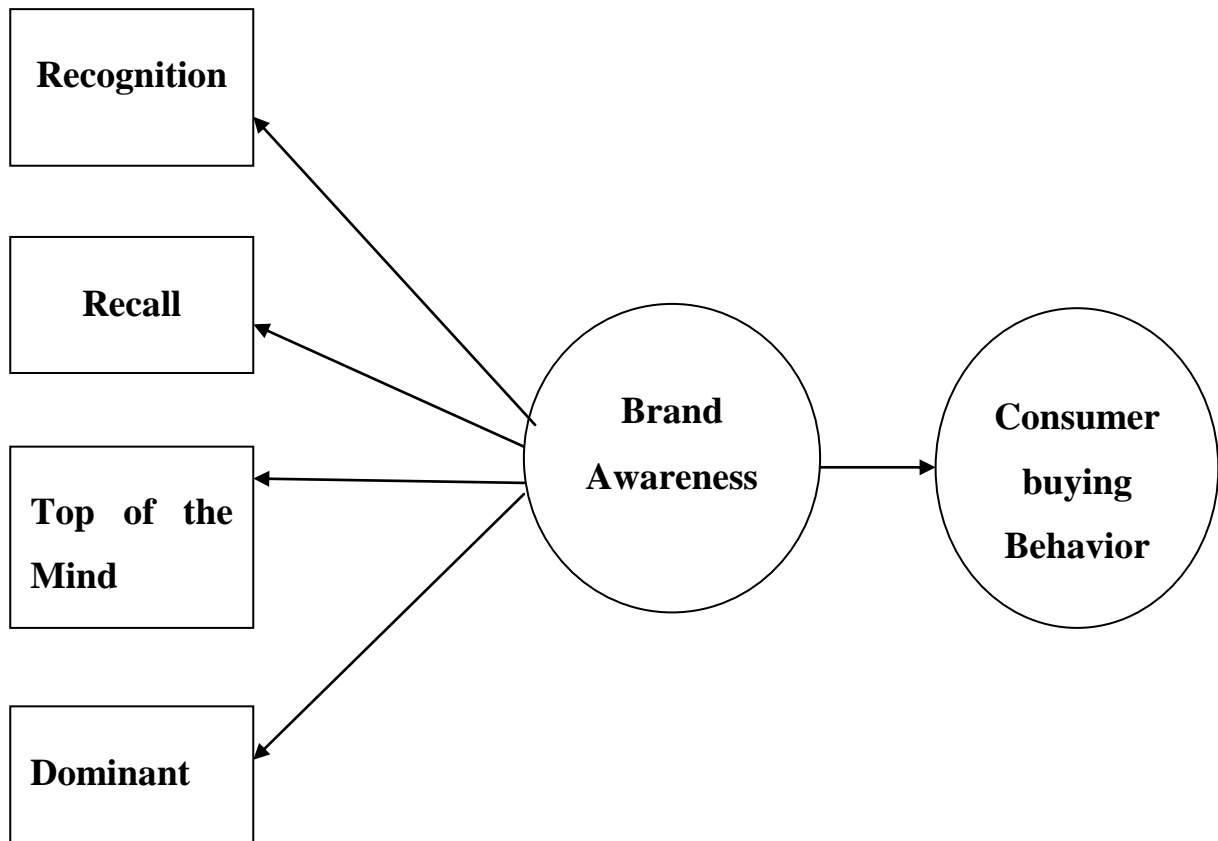 Recognition
Recall
Top of the
Mind
Dominant
Brand
Awareness
Consumer
buying
Behavior